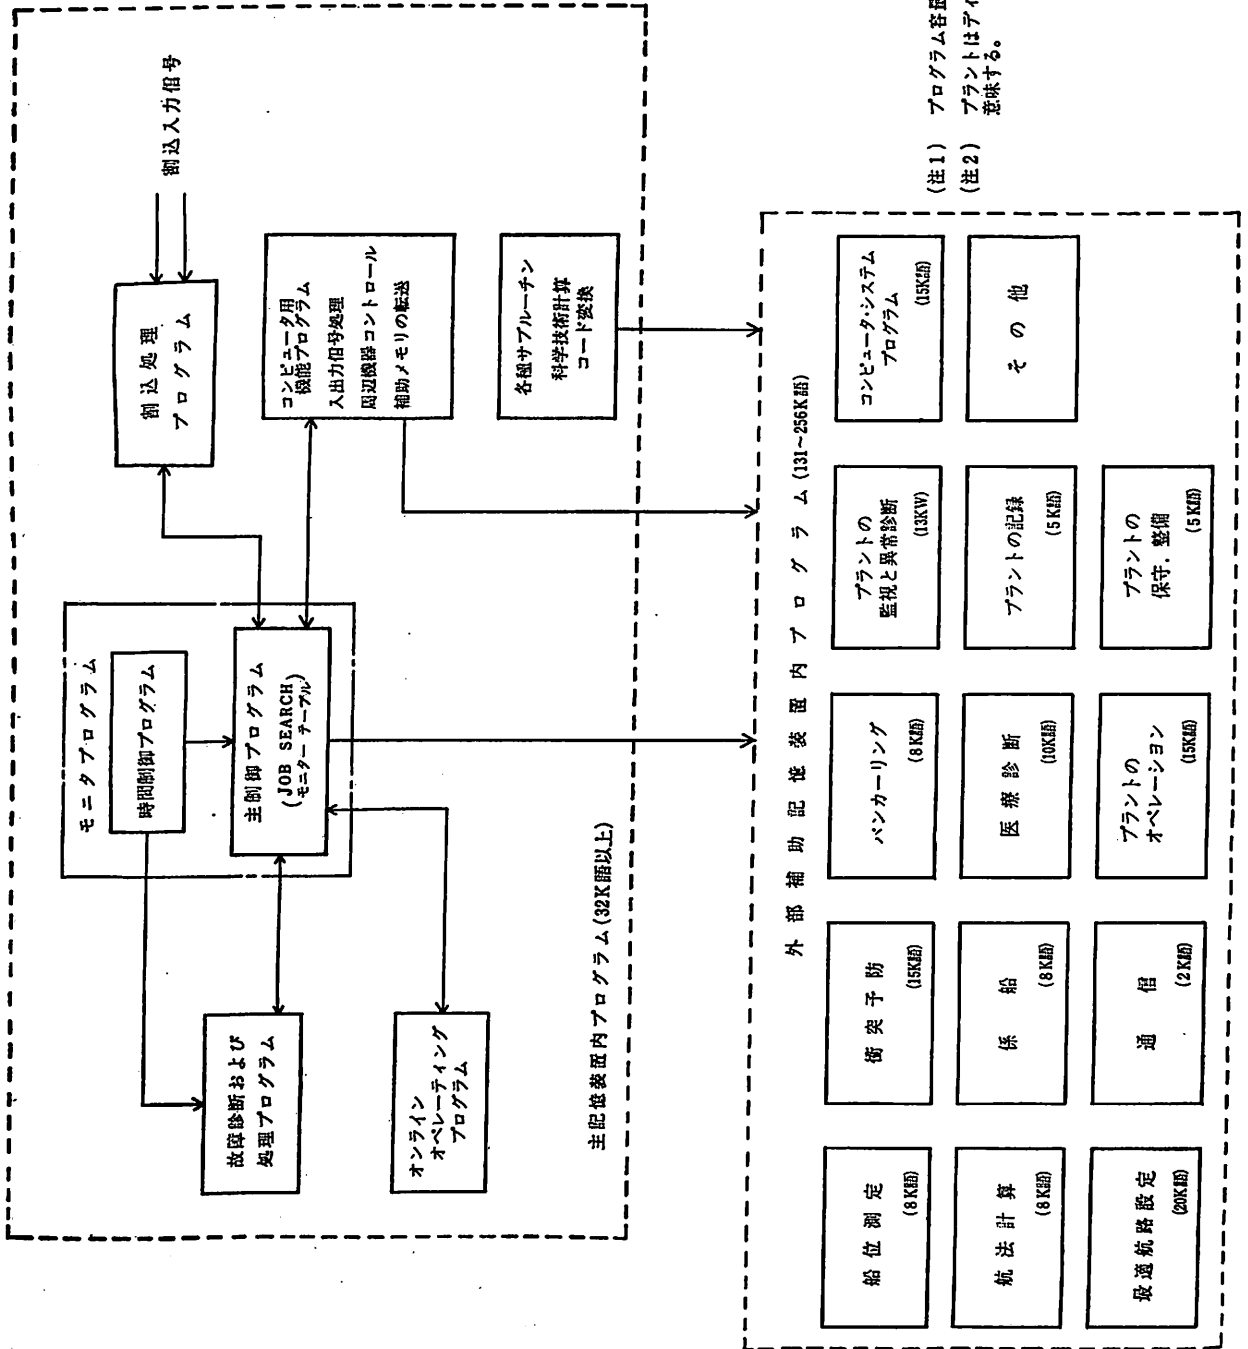 モニタプログラム
時間制御プログラム
主制御プログラム
(JOB SEARCH)
モニター テーブル
故障診断および
処理プログラム
オンライン
オペレーティング
プログラム
割込処理
プログラム
割込入力信号
コンピュータ用
機能プログラム
入出力信号処理
周辺機器コントロール
補助メモリの転送
各種サブルーチン
科学技術計算
コード変換
主記憶装置内プログラム(32K語以上)
外部補助記憶装置内プログラム(131~256K語)
船位測定
(8K語)
衝突予防
(15K語)
バンカーリング
(8K語)
プラントの
監視と異常診断
(13KW)
コンピュータ・システム
プログラム
(15K語)
航法計算
(8K語)
係船
(8K語)
医療診断
(10K語)
プラントの記録
(5K語)
その他
最適航路設定
(20K語)
通信
(2K語)
プラントの
オペレーション
(15K語)
プラントの
保守,整備
(5K語)
(注1) プログラム容量
(注2) プラントはディ
意味する。